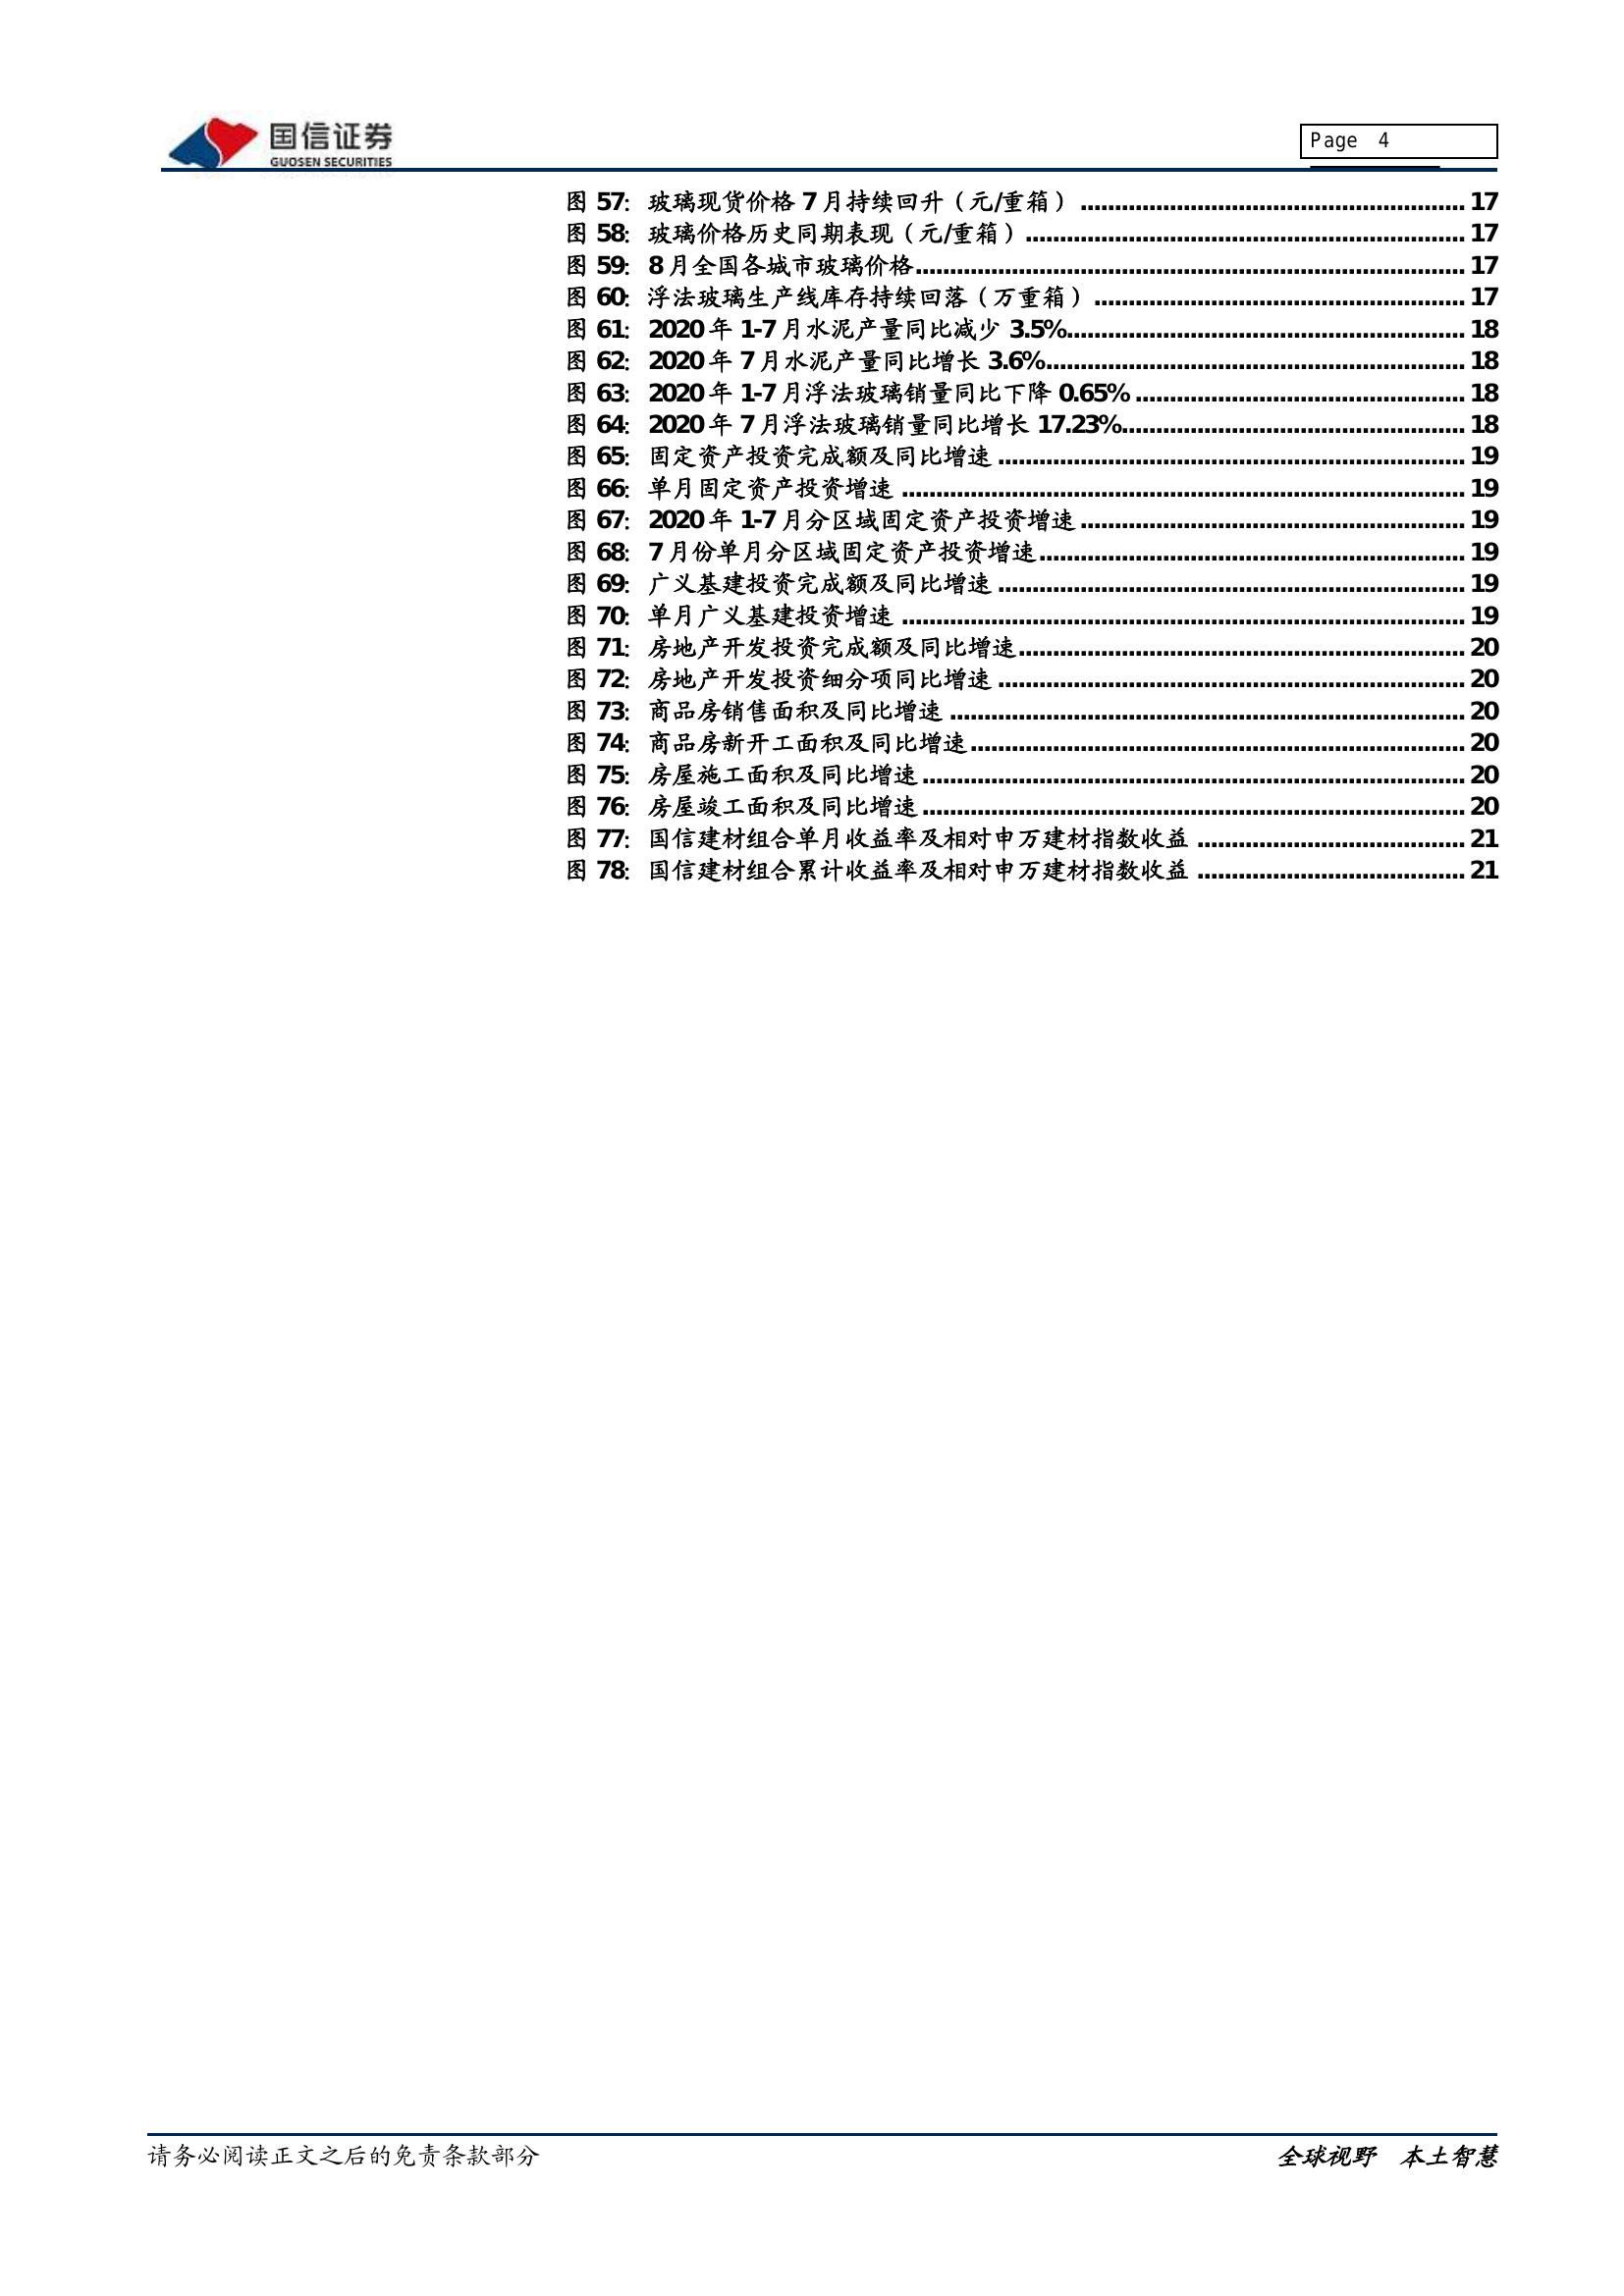 国信证券
GUOSEN SECURITIES
Page 4
图 57: 玻璃现货价格 7 月持续回升（元/重箱） ........................................................ 17
图 58: 玻璃价格历史同期表现（元/重箱） ................................................................ 17
图 59: 8 月全国各城市玻璃价格................................................................................ 17
图 60: 浮法玻璃生产线库存持续回落（万重箱） ...................................................... 17
图 61: 2020 年 1-7 月水泥产量同比减少 3.5%.......................................................... 18
图 62: 2020 年 7 月水泥产量同比增长 3.6%............................................................. 18
图 63: 2020 年 1-7 月浮法玻璃销量同比下降 0.65% ................................................ 18
图 64: 2020 年 7 月浮法玻璃销量同比增长 17.23%.................................................. 18
图 65: 固定资产投资完成额及同比增速 .................................................................... 19
图 66: 单月固定资产投资增速 .................................................................................. 19
图 67: 2020 年 1-7 月分区域固定资产投资增速 ........................................................ 19
图 68: 7 月份单月分区域固定资产投资增速.............................................................. 19
图 69: 广义基建投资完成额及同比增速 .................................................................... 19
图 70: 单月广义基建投资增速 .................................................................................. 19
图 71: 房地产开发投资完成额及同比增速................................................................. 20
图 72: 房地产开发投资细分项同比增速 .................................................................... 20
图 73: 商品房销售面积及同比增速 ........................................................................... 20
图 74: 商品房新开工面积及同比增速........................................................................ 20
图 75: 房屋施工面积及同比增速 ............................................................................... 20
图 76: 房屋竣工面积及同比增速 ............................................................................... 20
图 77: 国信建材组合单月收益率及相对申万建材指数收益 ....................................... 21
图 78: 国信建材组合累计收益率及相对申万建材指数收益 ....................................... 21
请务必阅读正文之后的免责条款部分
全球视野 本土智慧